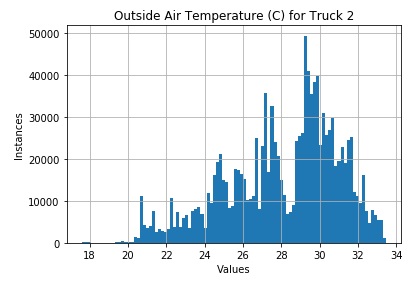 Outside Air Temperature (C) for Truck 2
50000
40000
30000
20000
10000
0
Instances
18 20 22 24 26 28 30 32 34
Values